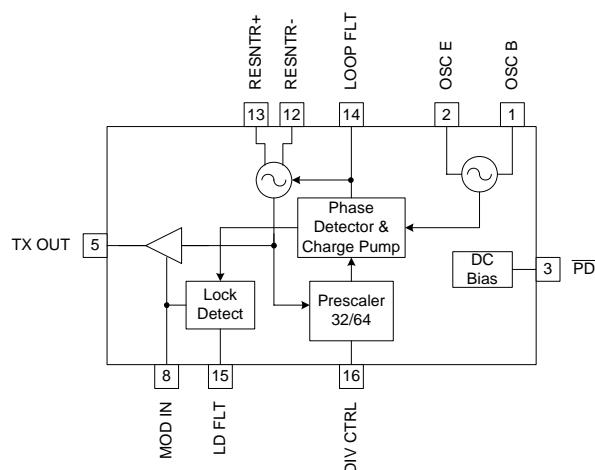 RESNTR+
RESNTR-
LOOP FLT
OSC E
OSC B
13
12
14
2
1
Phase
Detector &
Charge Pump
TX OUT
5
DC
Bias
3
PD
Lock
Detect
Prescaler
32/64
8
15
16
MOD IN
LD FLT
DIV CTRL